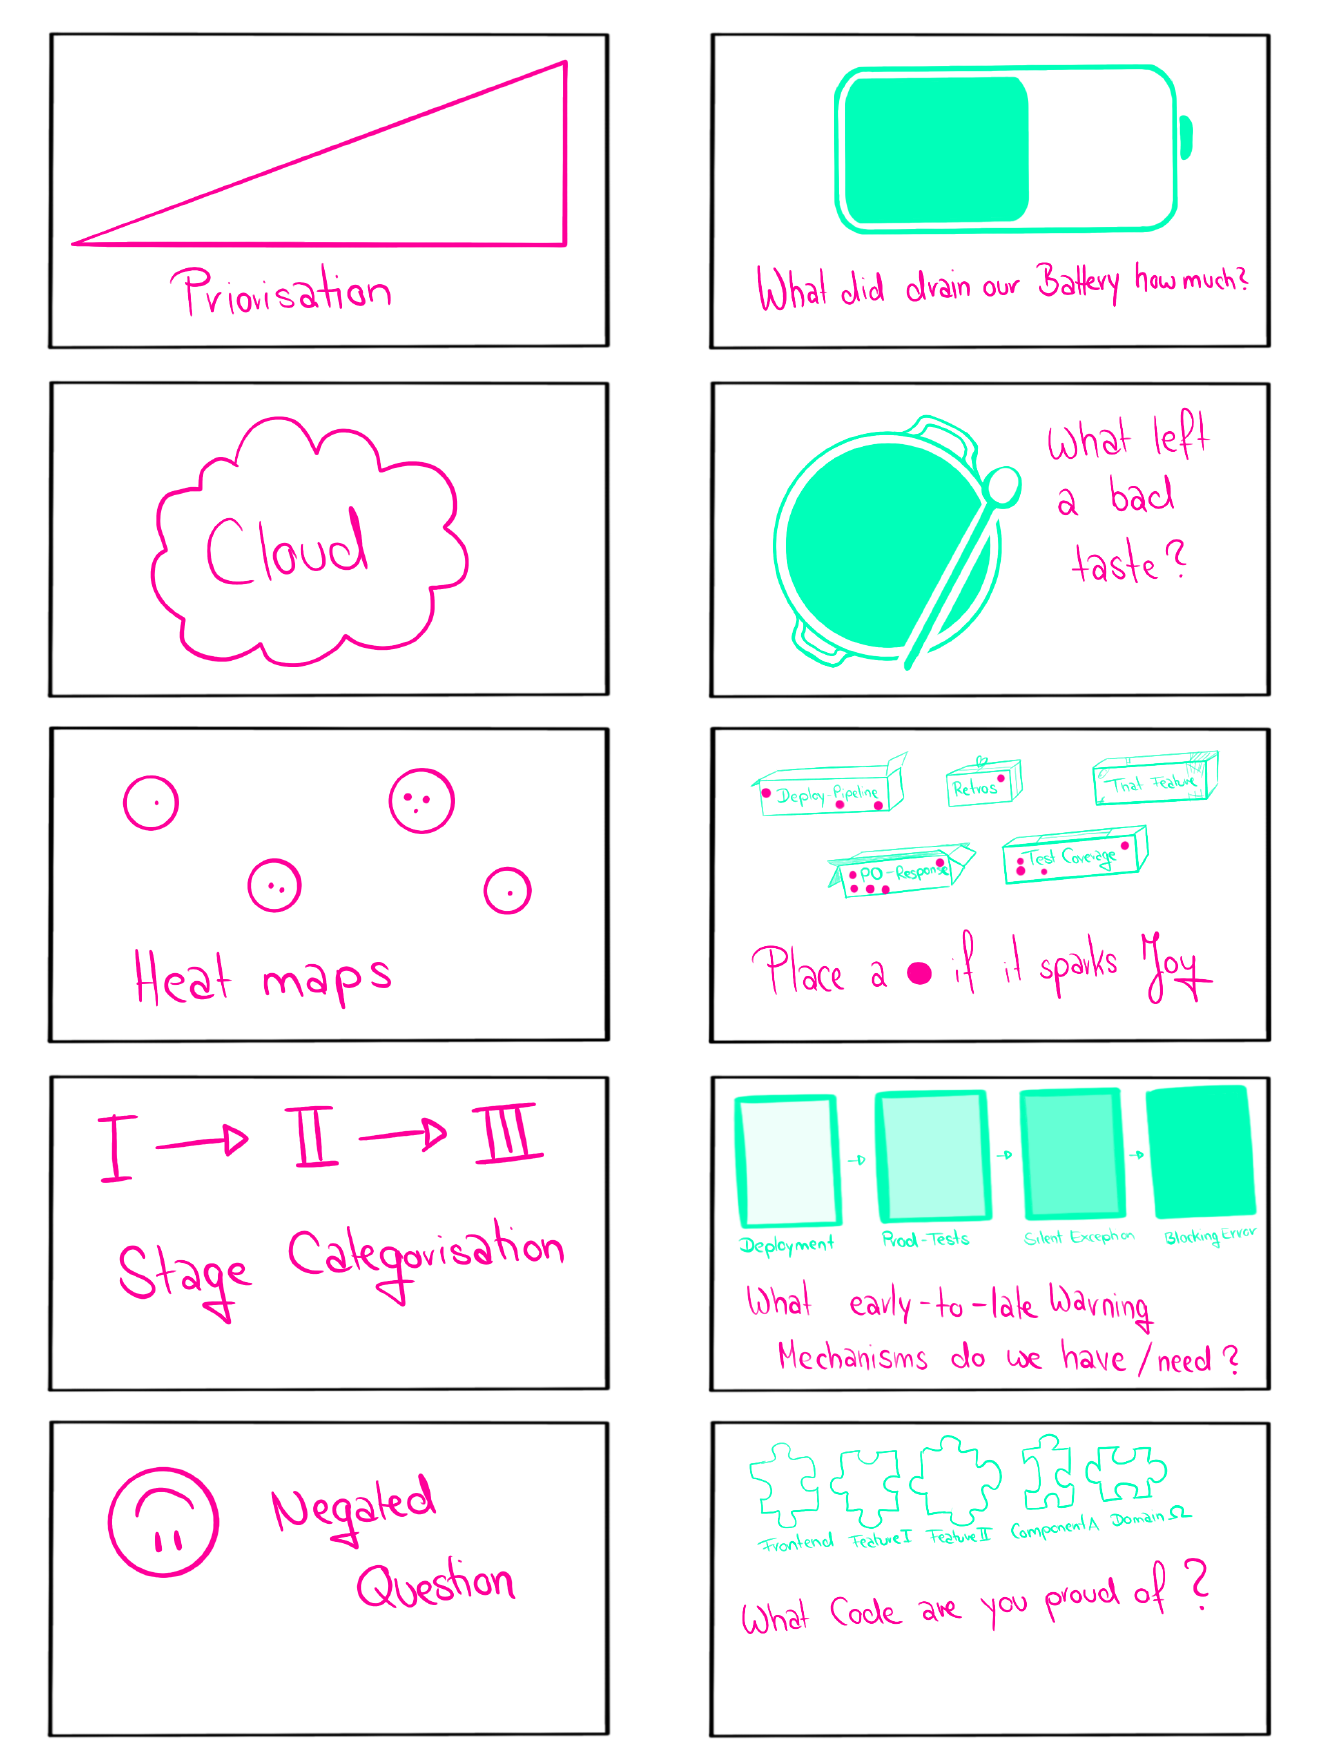 Priorisation
What did drain our Battery how much?
Cloud
What left
a bad
taste?
Heat maps
Deploy-Pipeline
Retros
That Feature
PO-Response
Test Coverage
Place a if it sparks Joy
I II III
Stage Categorisation
Deployment
Prod-Tests
Silent Exception
Blocking Error
What early-to-late Warning
Mechanisms do we have/need?
Negated
Question
Frontend
Feature I
Feature II
Component A
Domain Ω
What Code are you proud of?